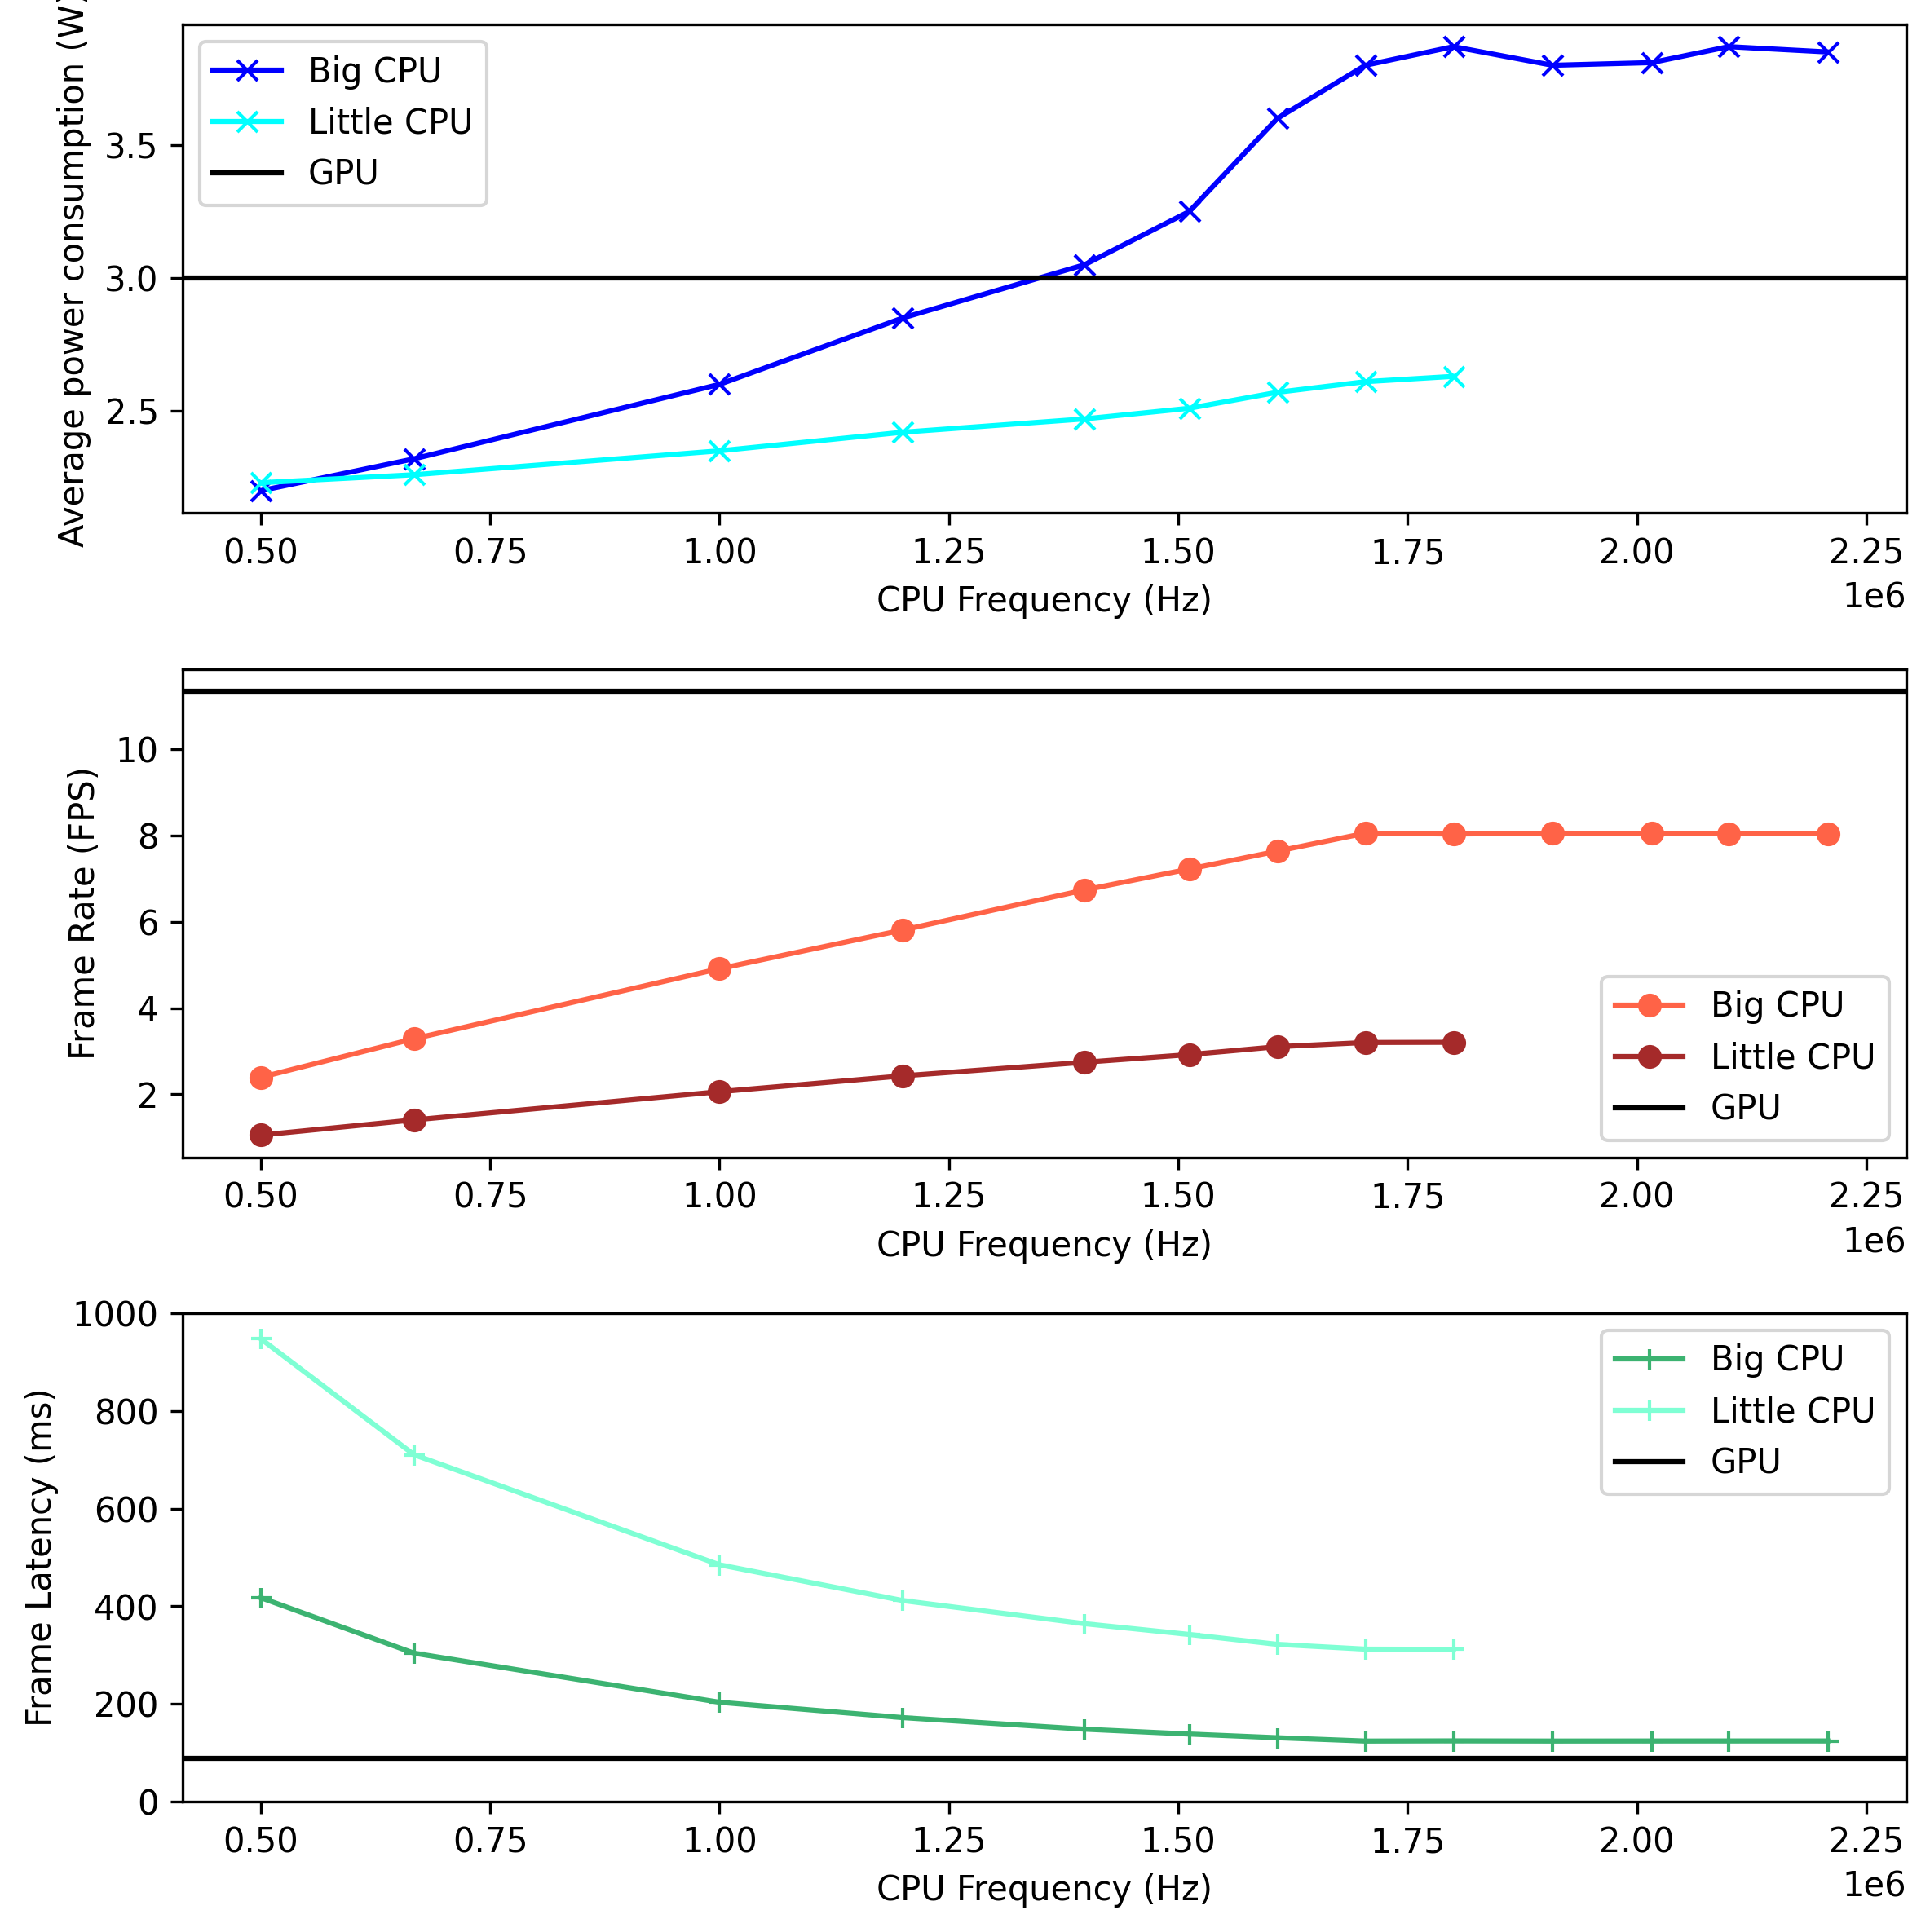 Average power consumption (W)
Big CPU
Little CPU
GPU
3.5
3.0
2.5
0.50 0.75 1.00 1.25 1.50 1.75 2.00 2.25
1e6
CPU Frequency (Hz)
Frame Rate (FPS)
10
8
6
4
2
Big CPU
Little CPU
GPU
0.50 0.75 1.00 1.25 1.50 1.75 2.00 2.25
1e6
CPU Frequency (Hz)
Frame Latency (ms)
1000
800
600
400
200
0
Big CPU
Little CPU
GPU
0.50 0.75 1.00 1.25 1.50 1.75 2.00 2.25
1e6
CPU Frequency (Hz)